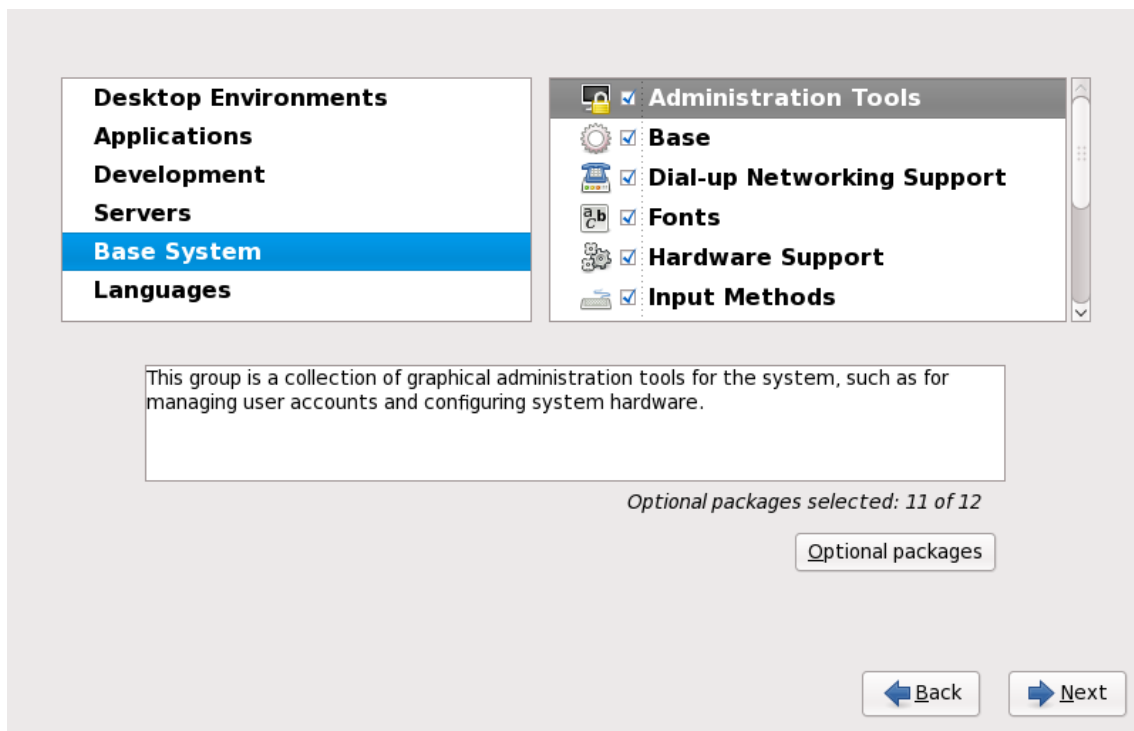 Desktop Environments
Applications
Development
Servers
Base System
Languages
Administration Tools
Base
Dial-up Networking Support
Fonts
Hardware Support
Input Methods
This group is a collection of graphical administration tools for the system, such as for
managing user accounts and configuring system hardware.
Optional packages selected: 11 of 12
Optional packages
Back
Next